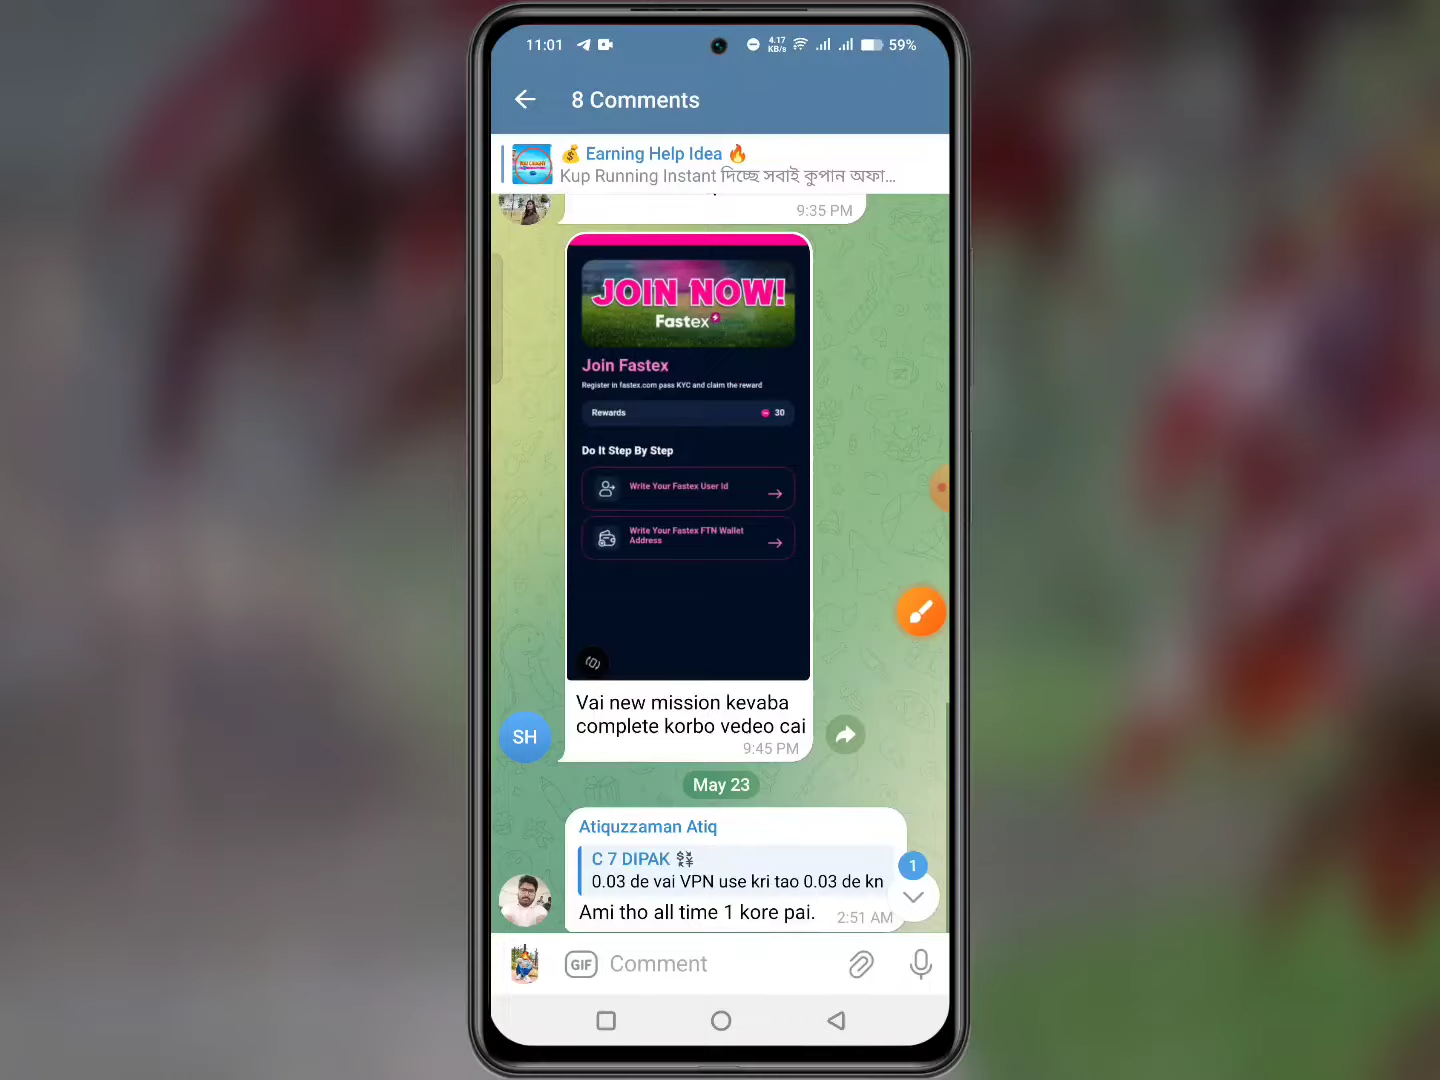 11:01
4.17
KB/s
59%
8 Comments
💰 Earning Help Idea 🔥
Kup Running Instant দিচ্ছে সবাই কুপান অফা...
9:35 PM
JOIN NOW!
Fastex
Join Fastex
Register in fastex.com pass KYC and claim the reward
Rewards
30
Do It Step By Step
Write Your Fastex User Id
Write Your Fastex FTN Wallet
Address
Vai new mission kevaba
complete korbo vedeo cai
9:45 PM
SH
May 23
Atiquzzaman Atiq
C 7 DIPAK
0.03 de vai VPN use kri tao 0.03 de kn
1
Ami tho all time 1 kore pai.
2:51 AM
GIF
Comment